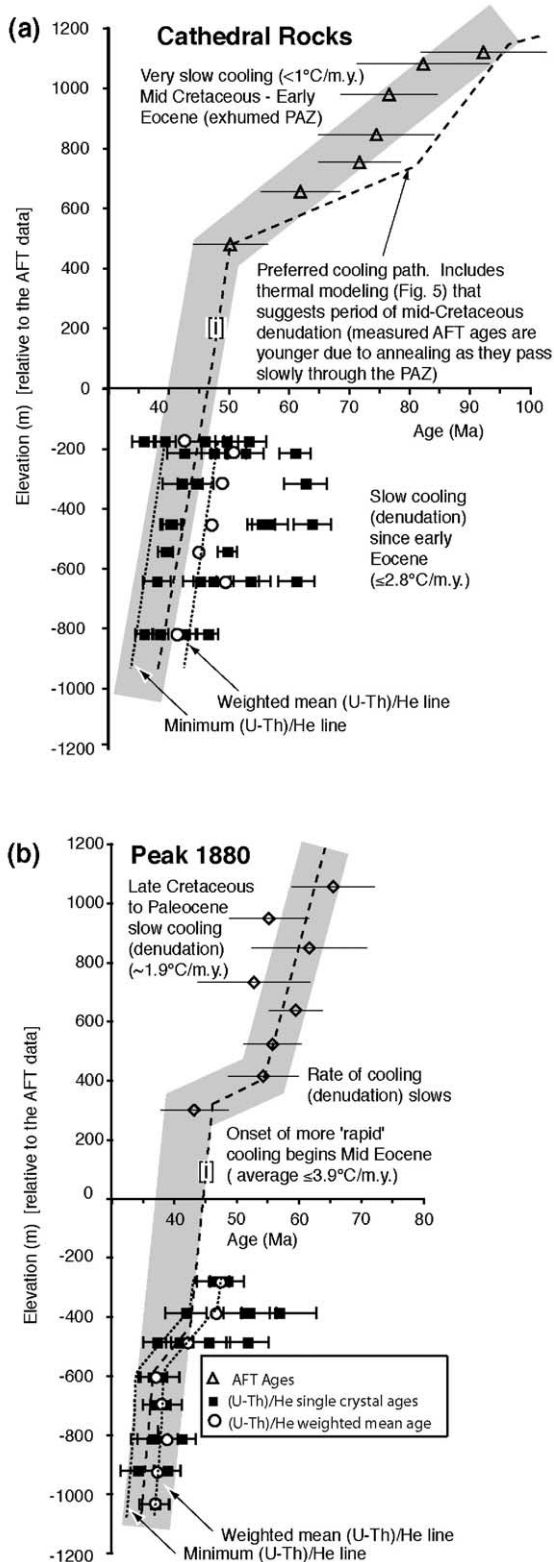 (a)
Cathedral Rocks
1200
1000
800
600
400
200
0
-200
-400
-600
-800
-1000
-1200
Elevation (m) [relative to the AFT data]
Very slow cooling (<1°C/m.y.)
Mid Cretaceous - Early
Eocene (exhumed PAZ)
Preferred cooling path. Includes
thermal modeling (Fig. 5) that
suggests period of mid-Cretaceous
denudation (measured AFT ages are
younger due to annealing as they pass
slowly through the PAZ)
40 50 60 70 80 90 100
Age (Ma)
Slow cooling
(denudation)
since early
Eocene
(≤2.8°C/m.y.)
Weighted mean (U-Th)/He line
Minimum (U-Th)/He line
(b)
Peak 1880
1200
1000
800
600
400
200
0
-200
-400
-600
-800
-1000
-1200
Elevation (m) [relative to the AFT data]
Late Cretaceous
to Paleocene
slow cooling
(denudation)
(~1.9°C/m.y.)
Rate of cooling
(denudation) slows
Onset of more 'rapid'
cooling begins Mid Eocene
( average ≤3.9°C/m.y.)
40 50 60 70 80
Age (Ma)
AFT Ages
(U-Th)/He single crystal ages
(U-Th)/He weighted mean age
Weighted mean (U-Th)/He line
Minimum (U-Th)/He line